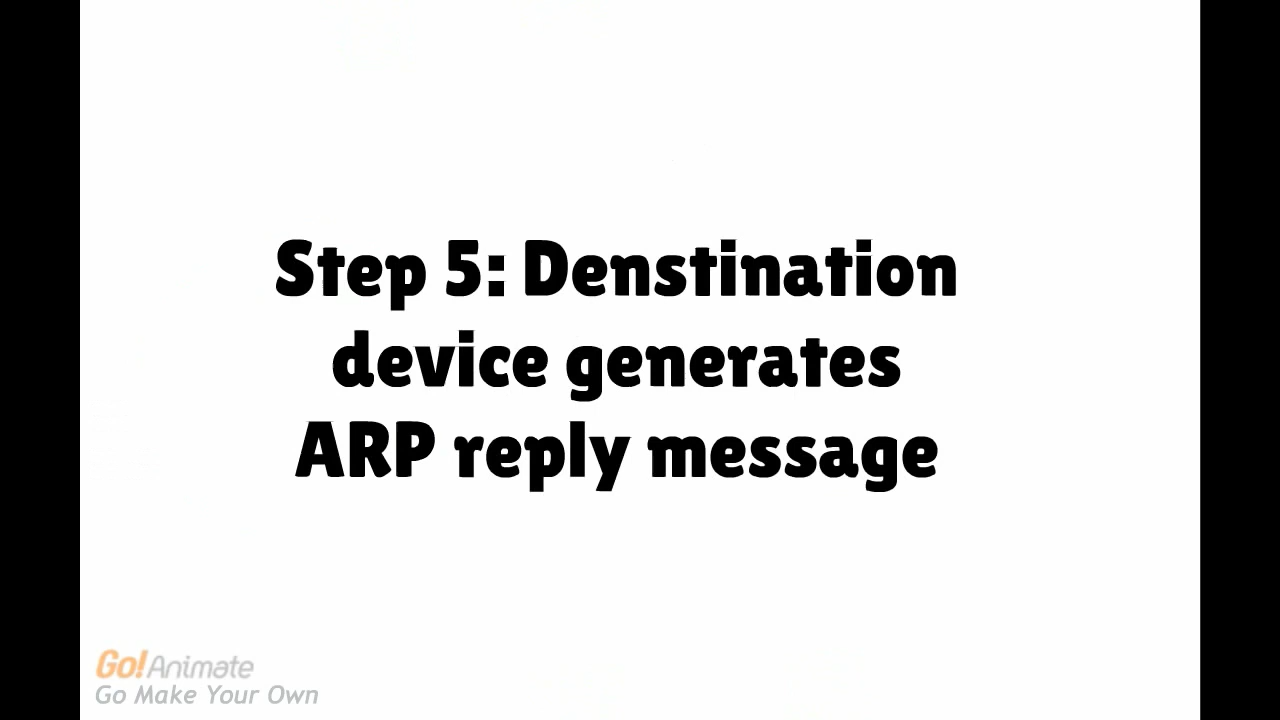 Step 5: Denstination
device generates
ARP reply message
Go!Animate
Go Make Your Own